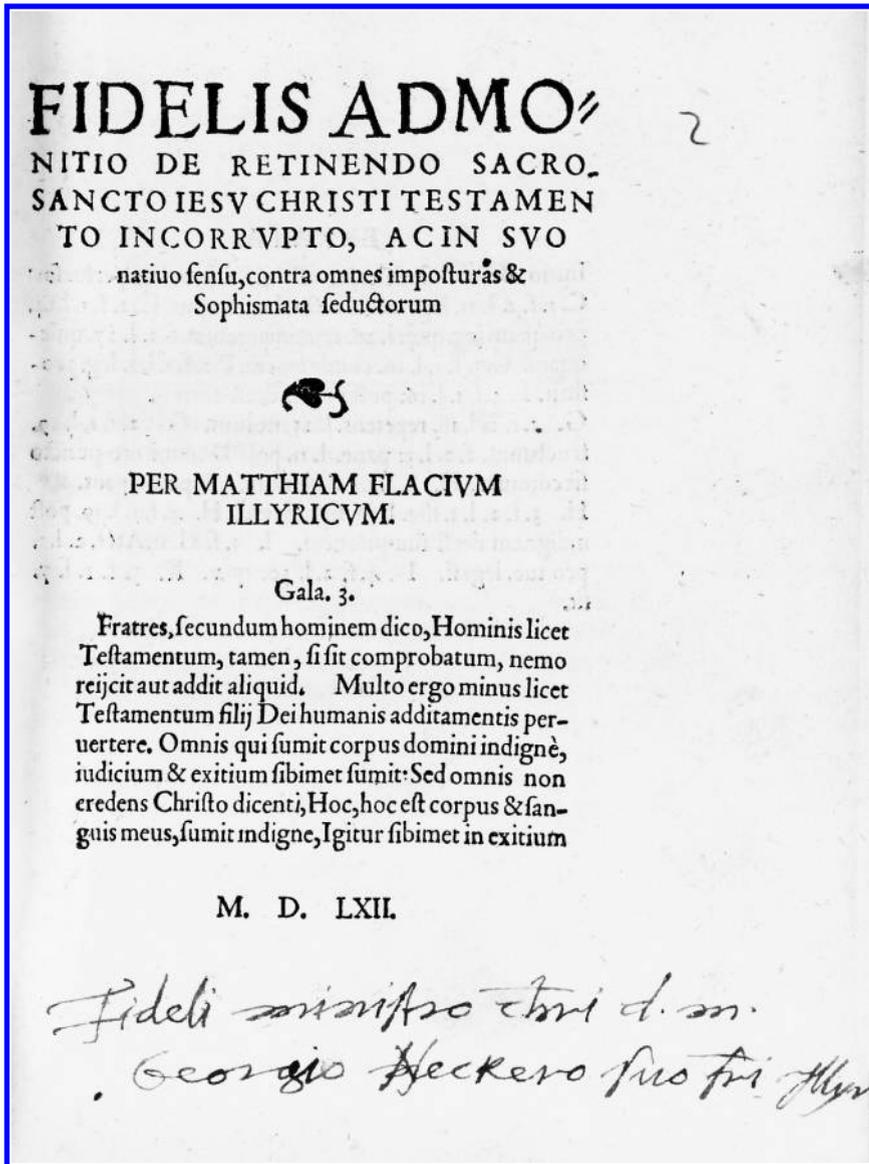 FIDELIS ADMO⸗
2
NITIO DE RETINENDO SACRO.
SANCTO IESV CHRISTI TESTAMEN
TO INCORRVPTO, AC IN SVO
natiuo ſenſu, contra omnes impoſturas &
Sophismata ſeductorum
PER MATTHIAM FLACIVM
ILLYRICVM.
Gala. 3.
Fratres, ſecundum hominem dico, Hominis licet
Teſtamentum, tamen, ſi ſit comprobatum, nemo
reijcit aut addit aliquid. Multo ergo minus licet
Teſtamentum filij Dei humanis additamentis per-
uertere. Omnis qui ſumit corpus domini indignè,
iudicium & exitium ſibimet ſumit: Sed omnis non
credens Chriſto dicenti, Hoc, hoc eſt corpus & ſan-
guis meus, ſumit indigne, Igitur ſibimet in exitium
M. D. LXII.
Fideli miniſtro chri d. m.
Georgio Neckero ſuo fri Illyr